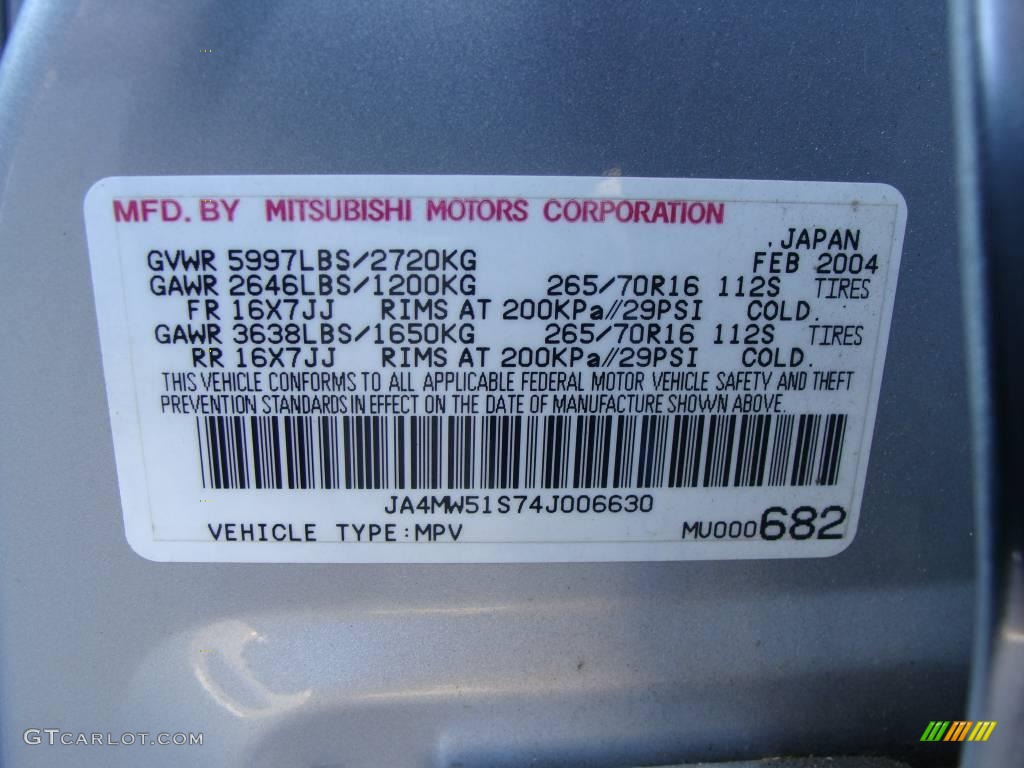 MFD. BY MITSUBISHI MOTORS CORPORATION
.JAPAN
GVWR 5997LBS/2720KG FEB 2004
GAWR 2646LBS/1200KG 265/70R16 112S TIRES
FR 16X7JJ RIMS AT 200KPa//29PSI COLD.
GAWR 3638LBS/1650KG 265/70R16 112S TIRES
RR 16X7JJ RIMS AT 200KPa//29PSI COLD.
THIS VEHICLE CONFORMS TO ALL APPLICABLE FEDERAL MOTOR VEHICLE SAFETY AND THEFT
PREVENTION STANDARDS IN EFFECT ON THE DATE OF MANUFACTURE SHOWN ABOVE.
JA4MW51S74J006630
VEHICLE TYPE:MPV MU000682
GTCARLOT.COM